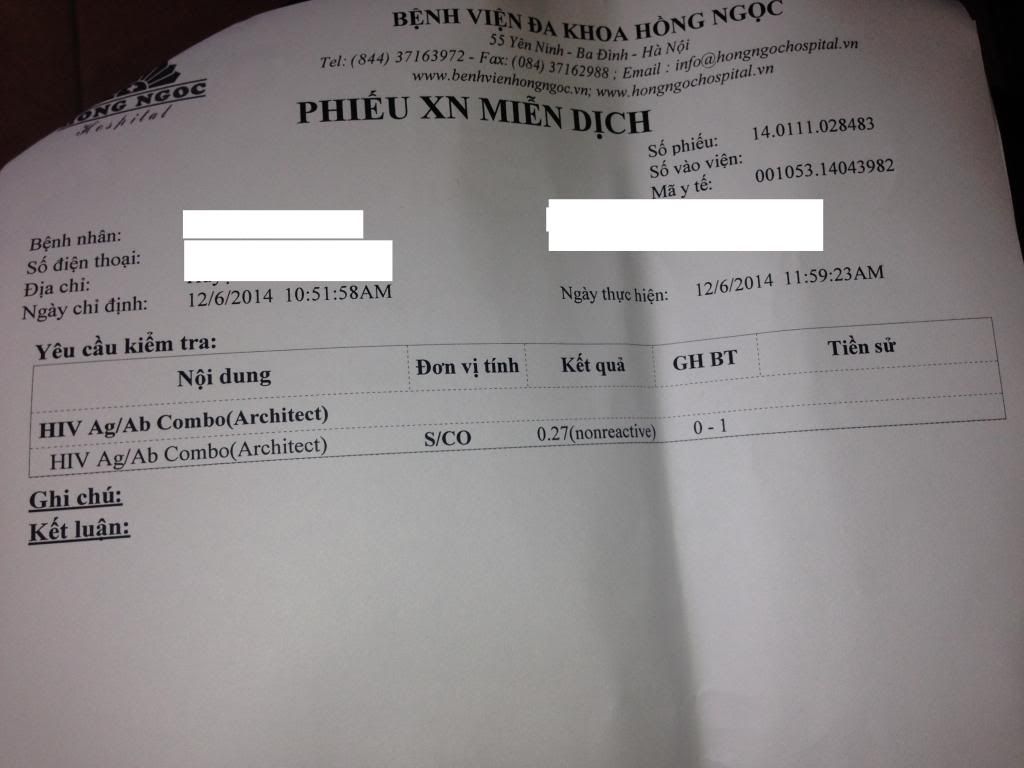 BỆNH VIỆN ĐA KHOA HỒNG NGỌC
55 Yên Ninh - Ba Đình - Hà Nội
Tel: (844) 37163972 - Fax: (084) 37162988 ; Email : info@hongngochospital.vn
www.benhvienhongngoc.vn; www.hongngochospital.vn
HONG NGOC
Hospital
PHIẾU XN MIỄN DỊCH
Số phiếu: 14.0111.028483
Số vào viện:
Mã y tế: 001053.14043982
Bệnh nhân:
Số điện thoại:
Địa chỉ:
Ngày chỉ định: 12/6/2014 10:51:58AM Ngày thực hiện: 12/6/2014 11:59:23AM
Yêu cầu kiểm tra:
Nội dung Đơn vị tính Kết quả GH BT Tiền sử
HIV Ag/Ab Combo(Architect)
HIV Ag/Ab Combo(Architect) S/CO 0.27(nonreactive) 0 - 1
Ghi chú:
Kết luận: